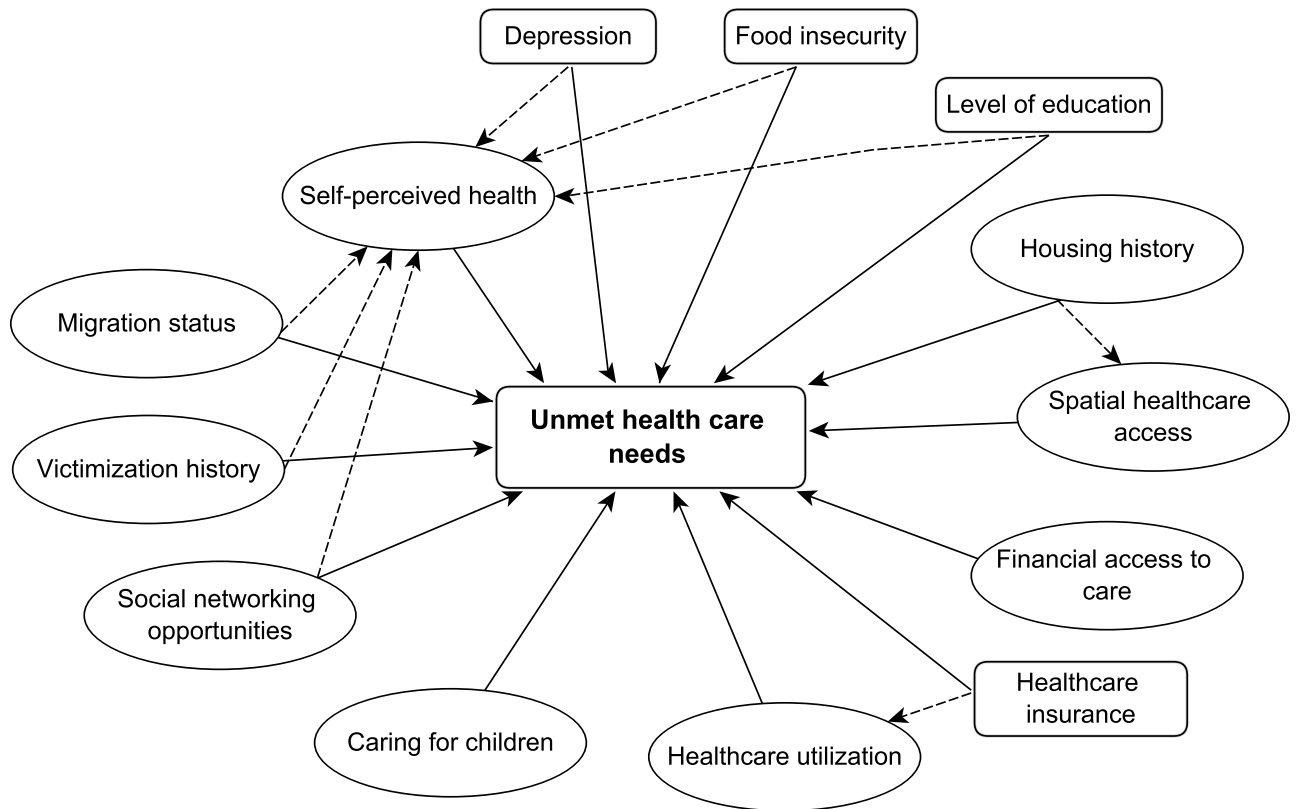 Depression
Food insecurity
Level of education
Self-perceived health
Housing history
Migration status
Spatial healthcare
access
Unmet health care
needs
Victimization history
Financial access to
care
Social networking
opportunities
Healthcare
insurance
Caring for children
Healthcare utilization